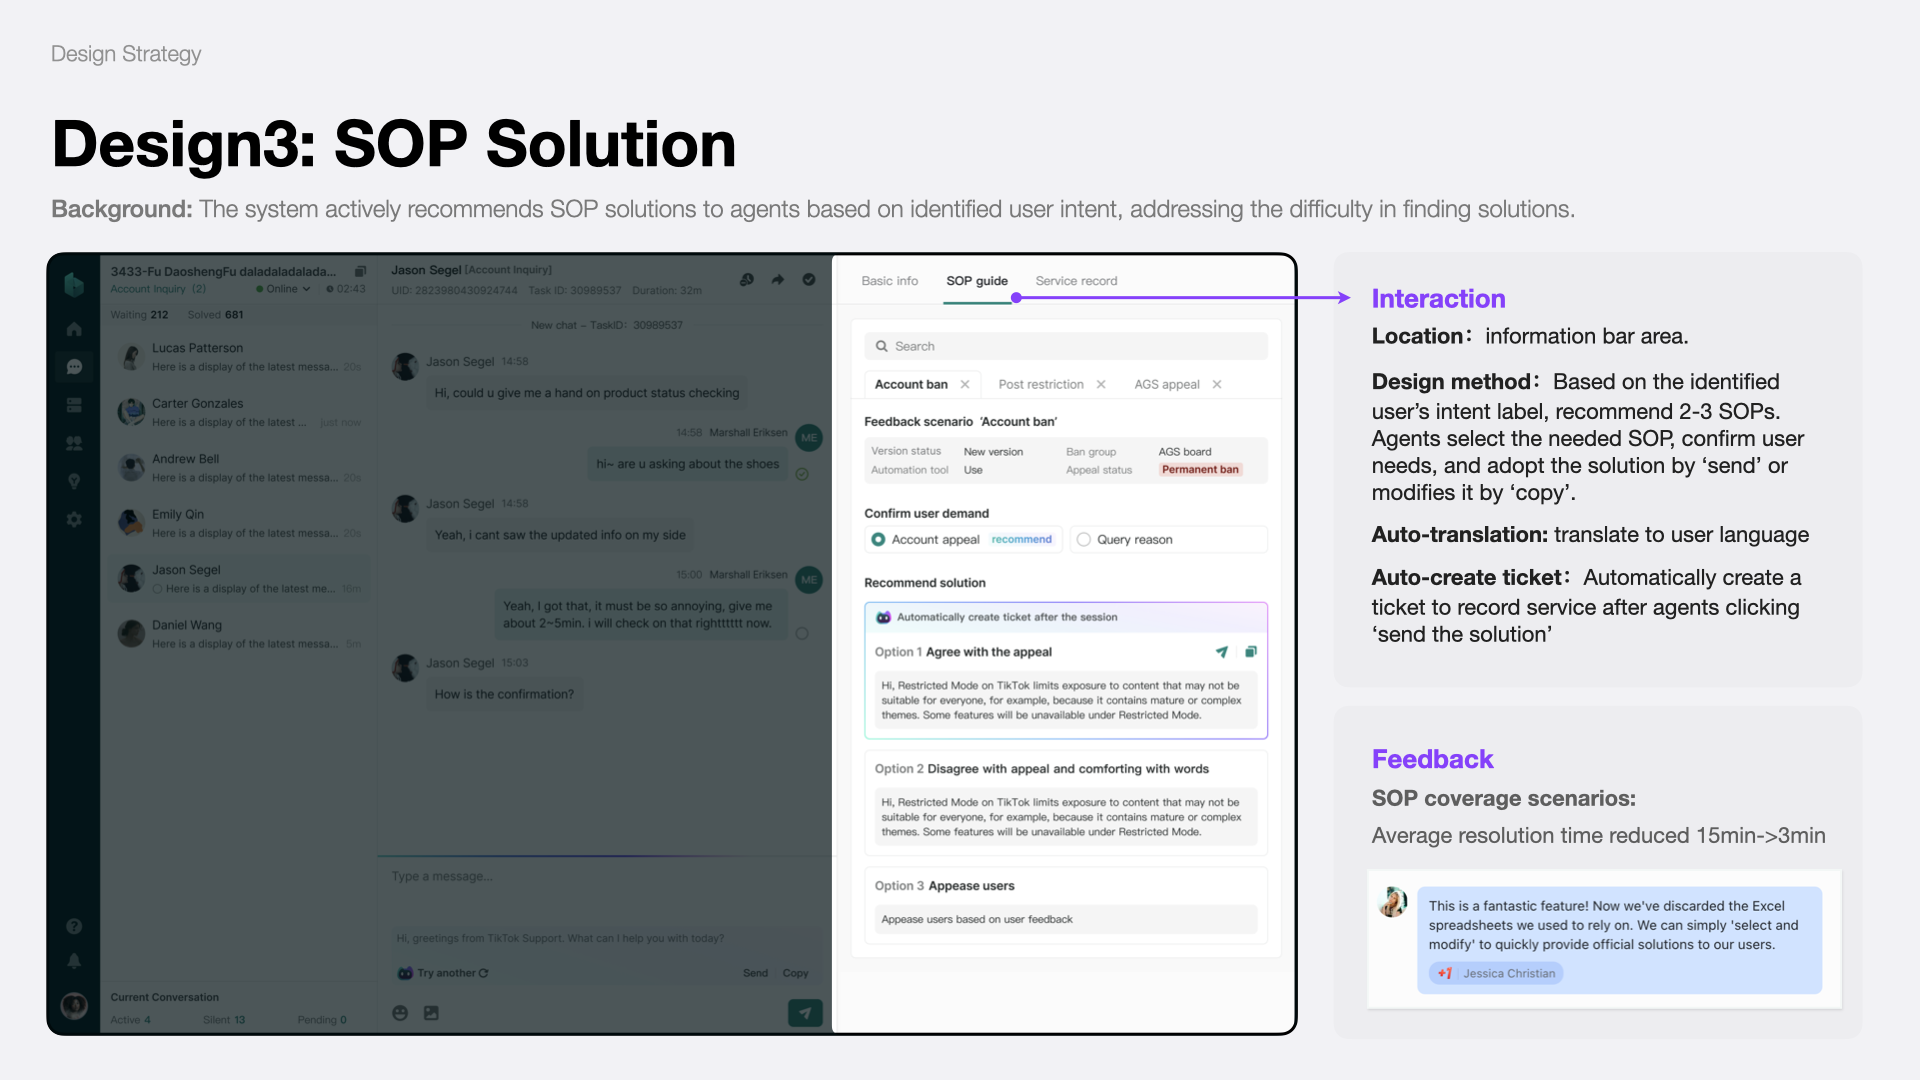 Design Strategy
Design3: SOP Solution
Background: The system actively recommends SOP solutions to agents based on identified user intent, addressing the difficulty in finding solutions.
3433-Fu DaoshengFu daladaladalada...
Account Inquiry (2)
Online
02:43
Waiting 212
Solved 681
Lucas Patterson
Here is a display of the latest messa... 20s
Carter Gonzales
Here is a display of the latest ... just now
Andrew Bell
Here is a display of the latest messa... 20s
Emily Qin
Here is a display of the latest messa... 20s
Jason Segel
Here is a display of the latest me... 16m
Daniel Wang
Here is a display of the latest messa... 6m
Current Conversation
Active 4
Silent 13
Pending 0
Jason Segel [Account Inquiry]
UID: 2823980430924744 Task ID: 30989537 Duration: 32m
New chat – TaskID: 30989537
Jason Segel 14:58
Hi, could u give me a hand on product status checking
14:58 Marshall Eriksen
ME
hi~ are u asking about the shoes
Jason Segel 14:58
Yeah, i cant saw the updated info on my side
15:00 Marshall Eriksen
ME
Yeah, I got that, it must be so annoying, give me
about 2~5min. i will check on that rightttttt now.
Jason Segel 15:03
How is the confirmation?
Type a message...
Hi, greetings from TikTok Support. What can I help you with today?
Try another
Send
Copy
Basic info
SOP guide
Service record
Search
Account ban
Post restriction
AGS appeal
Feedback scenario ‘Account ban’
Version status New version Ban group AGS board
Automation tool Use Appeal status Permanent ban
Confirm user demand
Account appeal recommend
Query reason
Recommend solution
Automatically create ticket after the session
Option 1 Agree with the appeal
Hi, Restricted Mode on TikTok limits exposure to content that may not be
suitable for everyone, for example, because it contains mature or complex
themes. Some features will be unavailable under Restricted Mode.
Option 2 Disagree with appeal and comforting with words
Hi, Restricted Mode on TikTok limits exposure to content that may not be
suitable for everyone, for example, because it contains mature or complex
themes. Some features will be unavailable under Restricted Mode.
Option 3 Appease users
Appease users based on user feedback
Interaction
Location： information bar area.
Design method： Based on the identified
user’s intent label, recommend 2-3 SOPs.
Agents select the needed SOP, confirm user
needs, and adopt the solution by ‘send’ or
modifies it by ‘copy’.
Auto-translation: translate to user language
Auto-create ticket： Automatically create a
ticket to record service after agents clicking
‘send the solution’
Feedback
SOP coverage scenarios:
Average resolution time reduced 15min->3min
This is a fantastic feature! Now we've discarded the Excel
spreadsheets we used to rely on. We can simply 'select and
modify' to quickly provide official solutions to our users.
+1 Jessica Christian